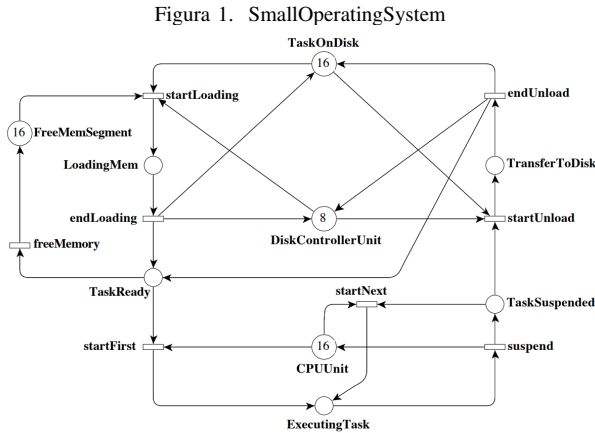 Figura 1. SmallOperatingSystem
TaskOnDisk
16
startLoading
endUnload
16 FreeMemSegment
LoadingMem
TransferToDisk
endLoading
8
startUnload
DiskControllerUnit
freeMemory
TaskReady
startNext
TaskSuspended
startFirst
16
suspend
CPUUnit
ExecutingTask